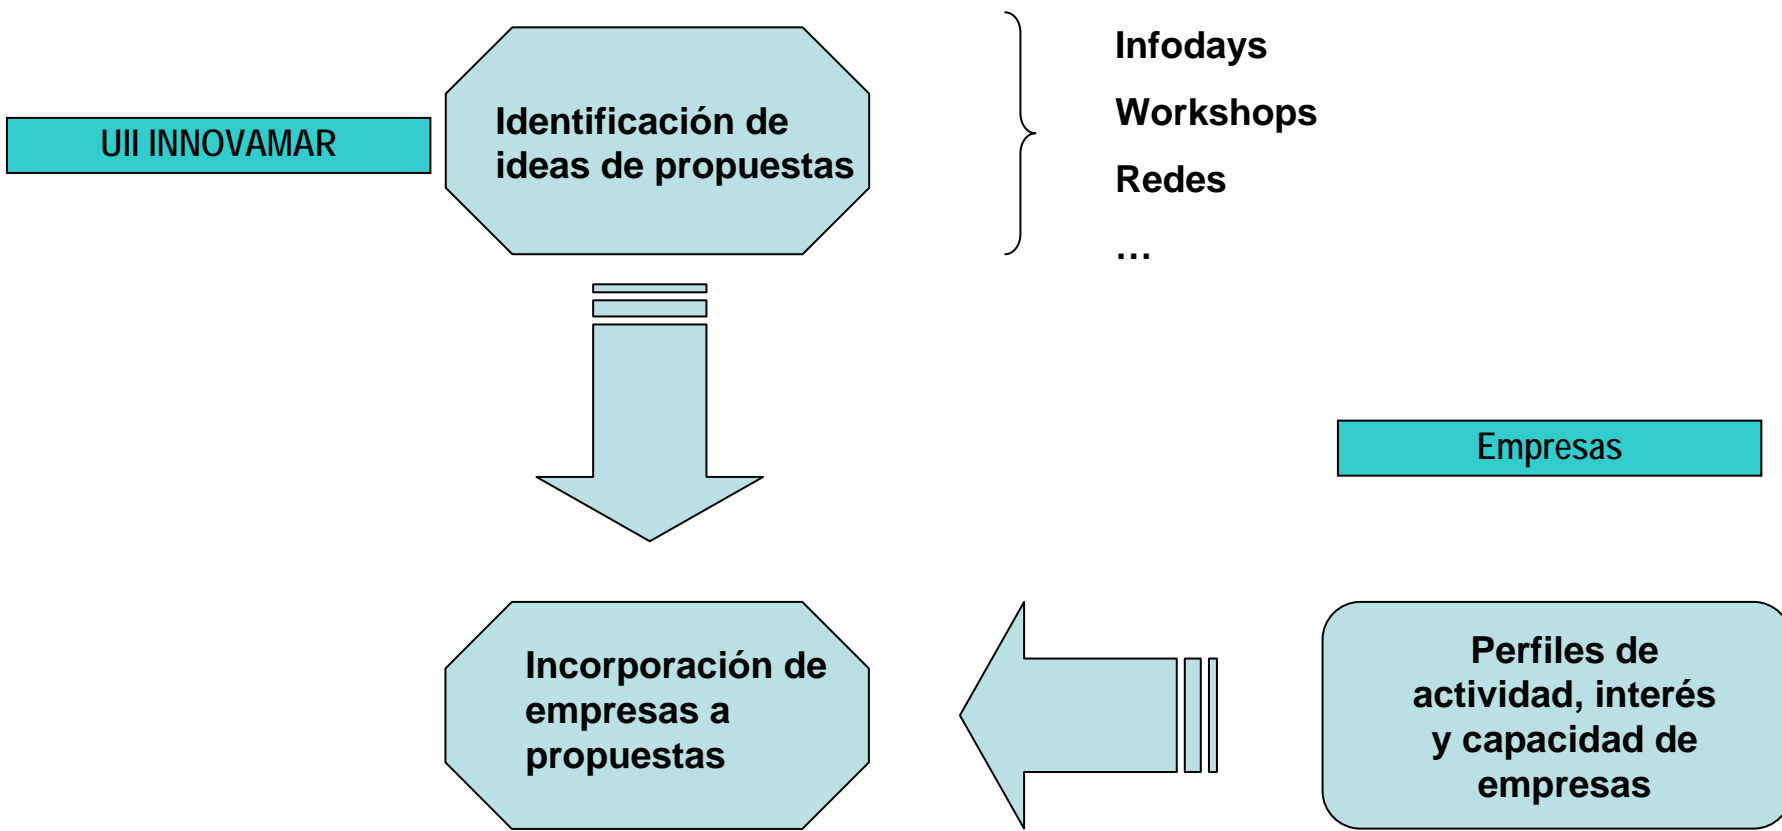 UII INNOVAMAR
Identificación de
ideas de propuestas
Infodays
Workshops
Redes
…
Empresas
Incorporación de
empresas a
propuestas
Perfiles de
actividad, interés
y capacidad de
empresas